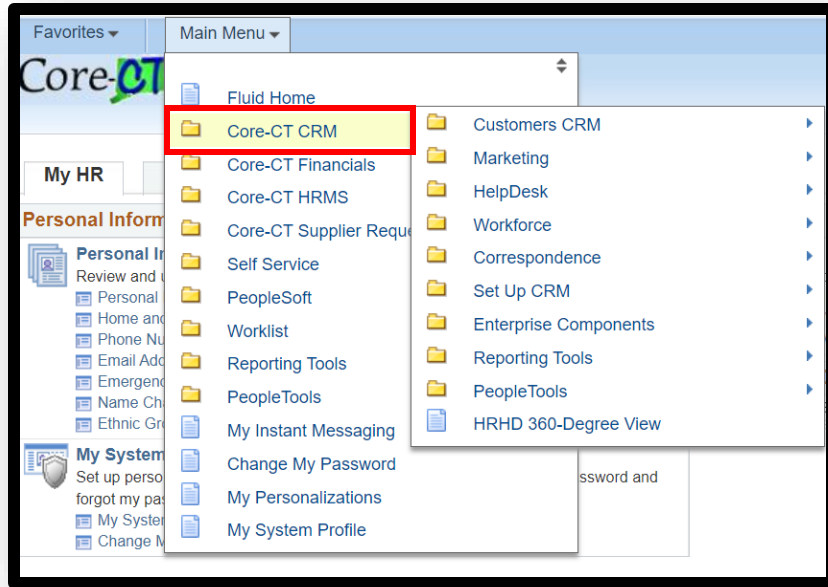 Favorites
Main Menu
Core-CT
Fluid Home
Core-CT CRM
Core-CT Financials
Core-CT HRMS
Core-CT Supplier Reque
Self Service
PeopleSoft
Worklist
Reporting Tools
PeopleTools
My Instant Messaging
Change My Password
My Personalizations
My System Profile
Customers CRM
Marketing
HelpDesk
Workforce
Correspondence
Set Up CRM
Enterprise Components
Reporting Tools
PeopleTools
HRHD 360-Degree View
My HR
Personal Inform
Personal In
Review and u
Personal
Home and
Phone Nu
Email Add
Emergenc
Name Ch
Ethnic Gr
My System
Set up perso
ssword and
forgot my pas
My System
Change M